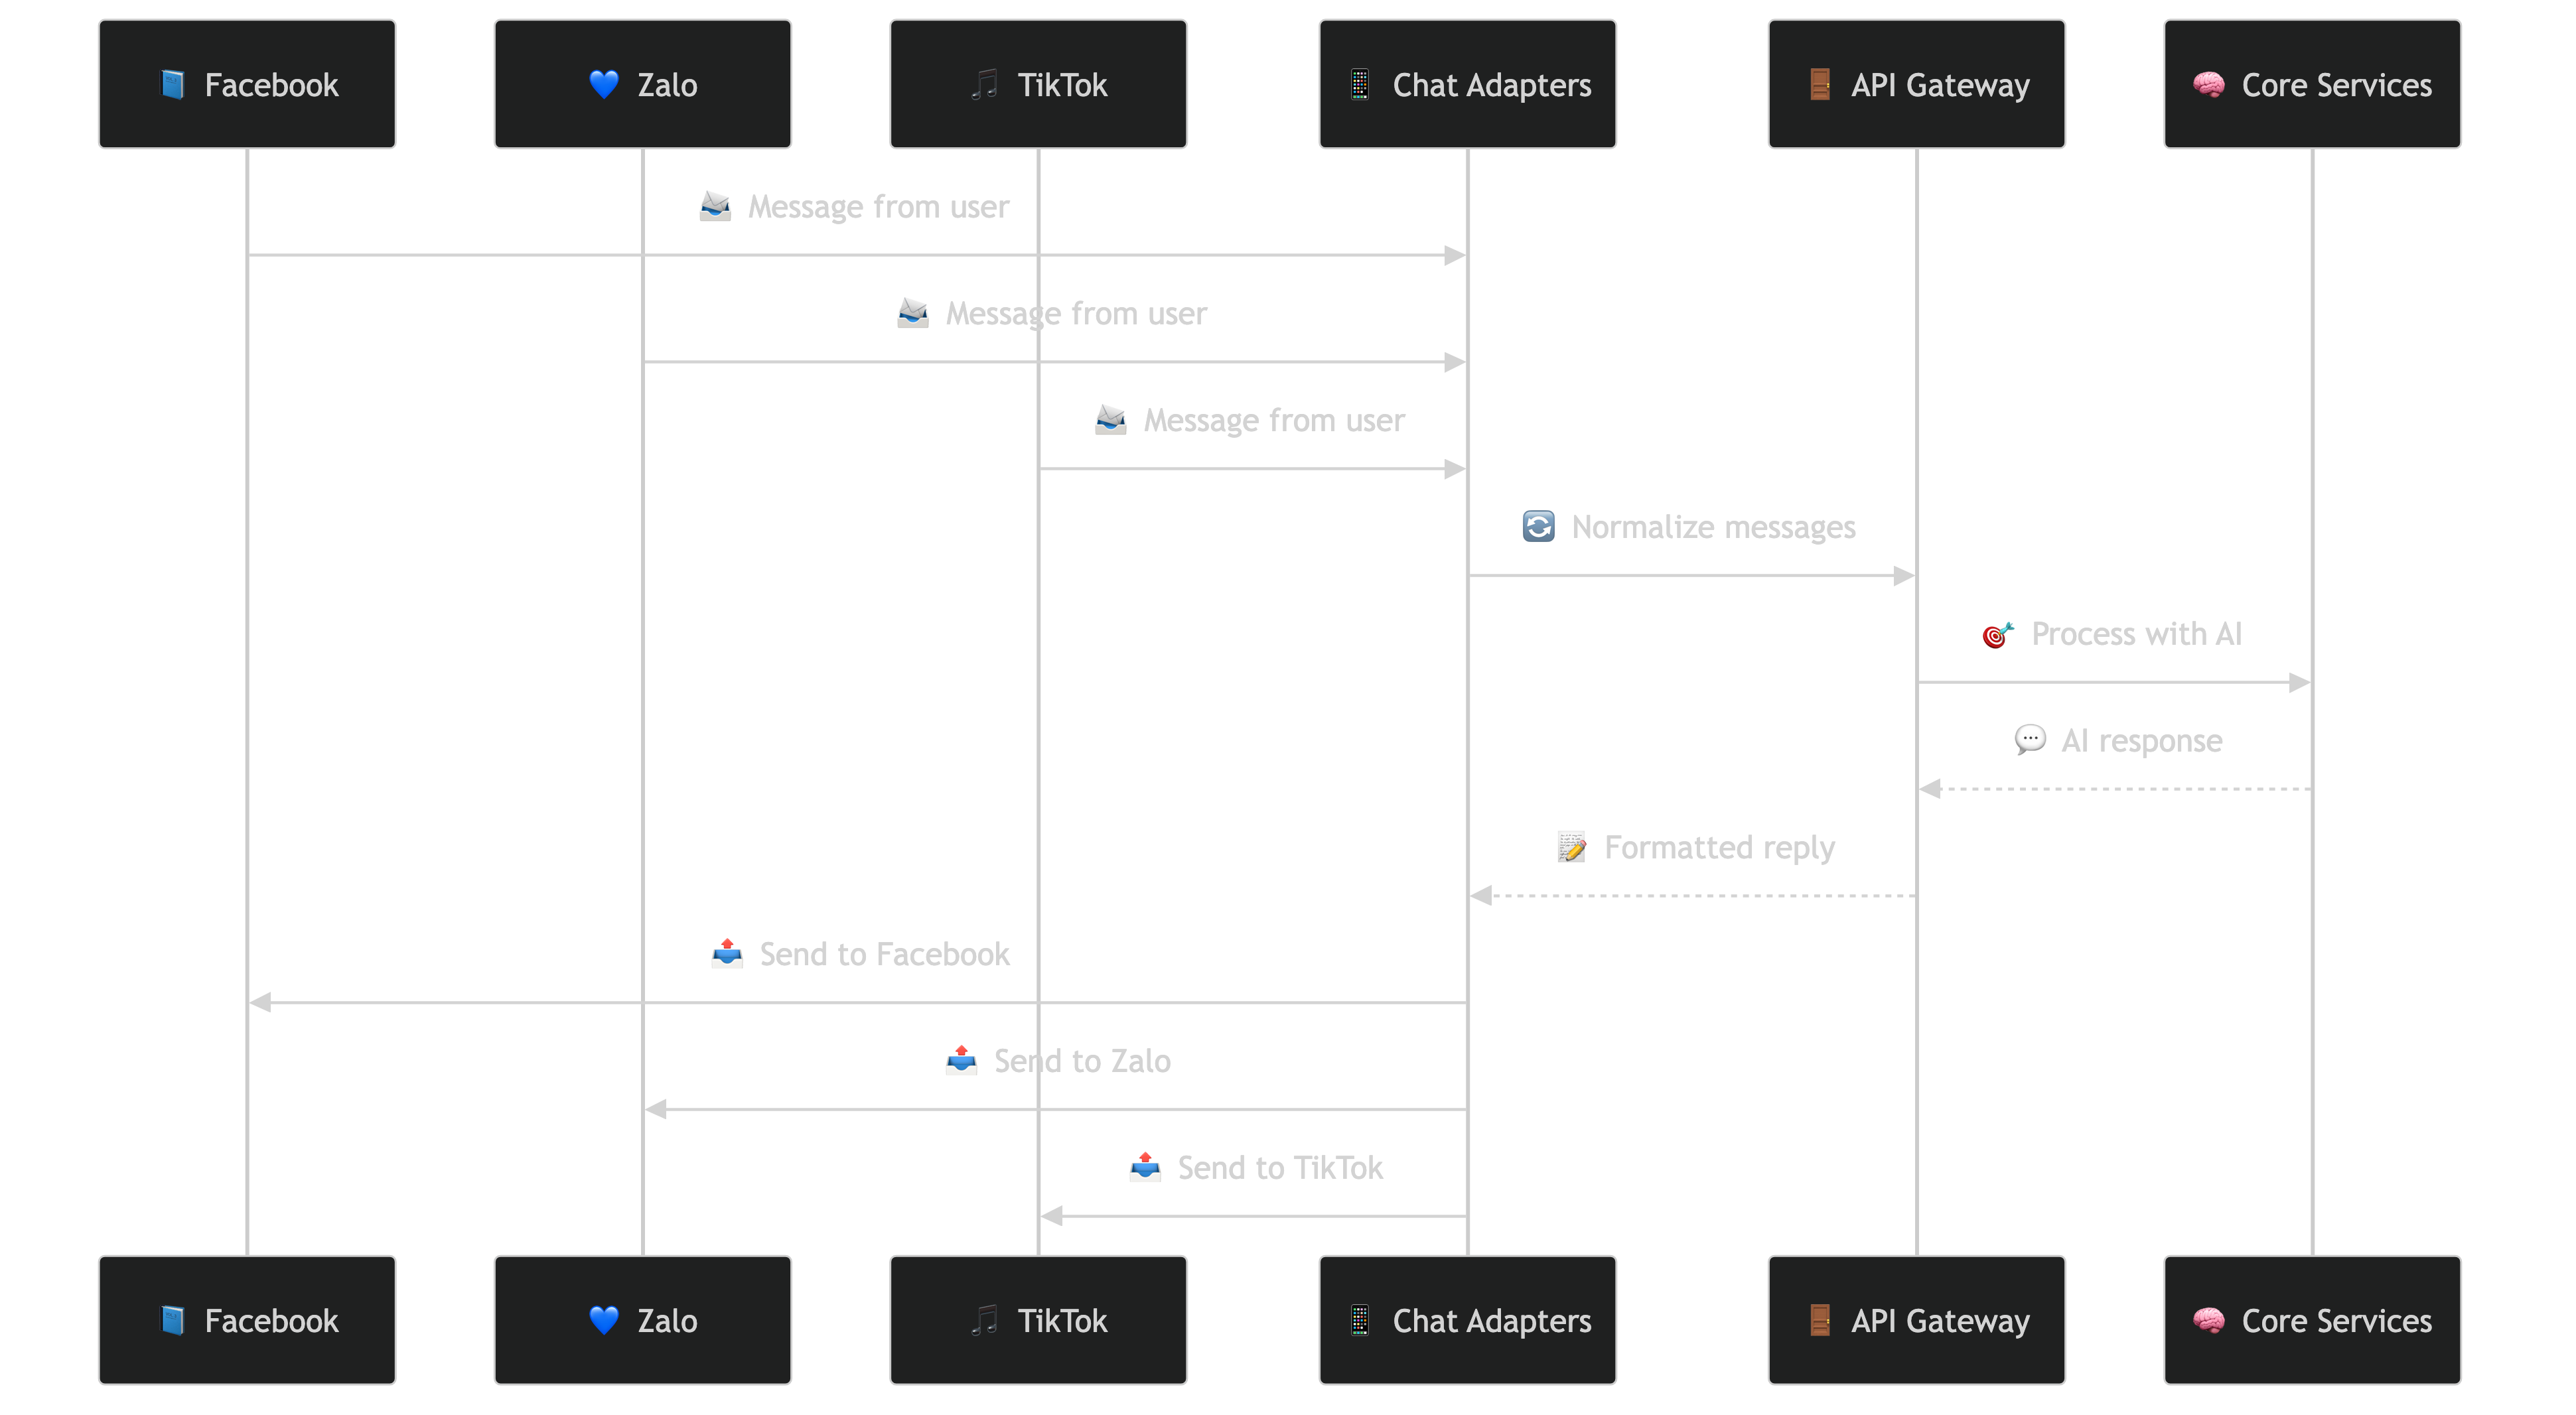 Facebook
Zalo
TikTok
Chat Adapters
API Gateway
Core Services
Message from user
Message from user
Message from user
Normalize messages
Process with AI
AI response
Formatted reply
Send to Facebook
Send to Zalo
Send to TikTok
Facebook
Zalo
TikTok
Chat Adapters
API Gateway
Core Services